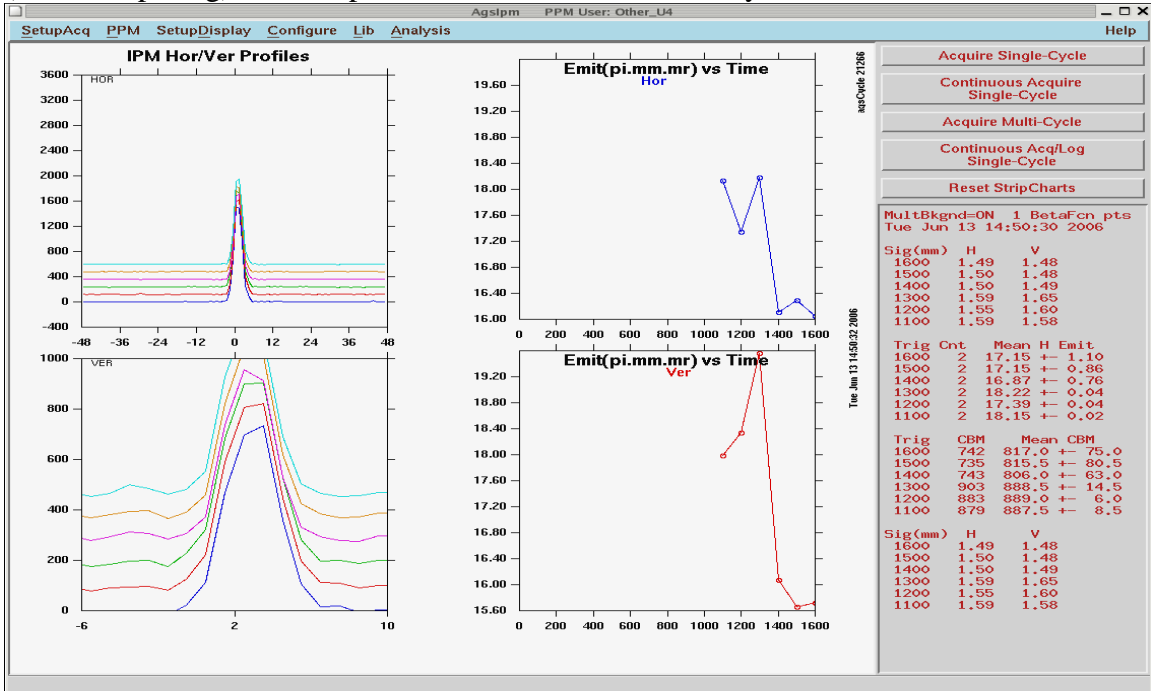 AgsIpm PPM User: Other_U4
SetupAcq PPM SetupDisplay Configure Lib Analysis Help
IPM Hor/Ver Profiles
HOR
3600
3200
2800
2400
2000
1600
1200
800
400
0
-400
-48 -36 -24 -12 0 12 24 36 48
VER
1000
800
600
400
200
0
-6 2 10
Emit(pi.mm.mr) vs Time
Hor
19.60
19.20
18.80
18.40
18.00
17.60
17.20
16.80
16.40
16.00
0 200 400 600 800 1000 1200 1400 1600
agsCycle 21266
Emit(pi.mm.mr) vs Time
Ver
19.20
18.80
18.40
18.00
17.60
17.20
16.80
16.40
16.00
15.60
0 200 400 600 800 1000 1200 1400 1600
Tue Jun 13 14:50:32 2006
Acquire Single-Cycle
Continuous Acquire
Single-Cycle
Acquire Multi-Cycle
Continuous Acq/Log
Single-Cycle
Reset StripCharts
MultBkgnd=ON 1 BetaFcn pts
Tue Jun 13 14:50:30 2006
Sig(mm) H V
1600 1.49 1.48
1500 1.50 1.48
1400 1.50 1.49
1300 1.59 1.65
1200 1.55 1.60
1100 1.59 1.58
Trig Cnt Mean H Emit
1600 2 17.15 +- 1.10
1500 2 17.15 +- 0.86
1400 2 16.87 +- 0.76
1300 2 18.22 +- 0.04
1200 2 17.39 +- 0.04
1100 2 18.15 +- 0.02
Trig CBM Mean CBM
1600 742 817.0 +- 75.0
1500 735 815.5 +- 80.5
1400 743 806.0 +- 63.0
1300 903 888.5 +- 14.5
1200 883 889.0 +- 6.0
1100 879 887.5 +- 8.5
Sig(mm) H V
1600 1.49 1.48
1500 1.50 1.48
1400 1.50 1.49
1300 1.59 1.65
1200 1.55 1.60
1100 1.59 1.58